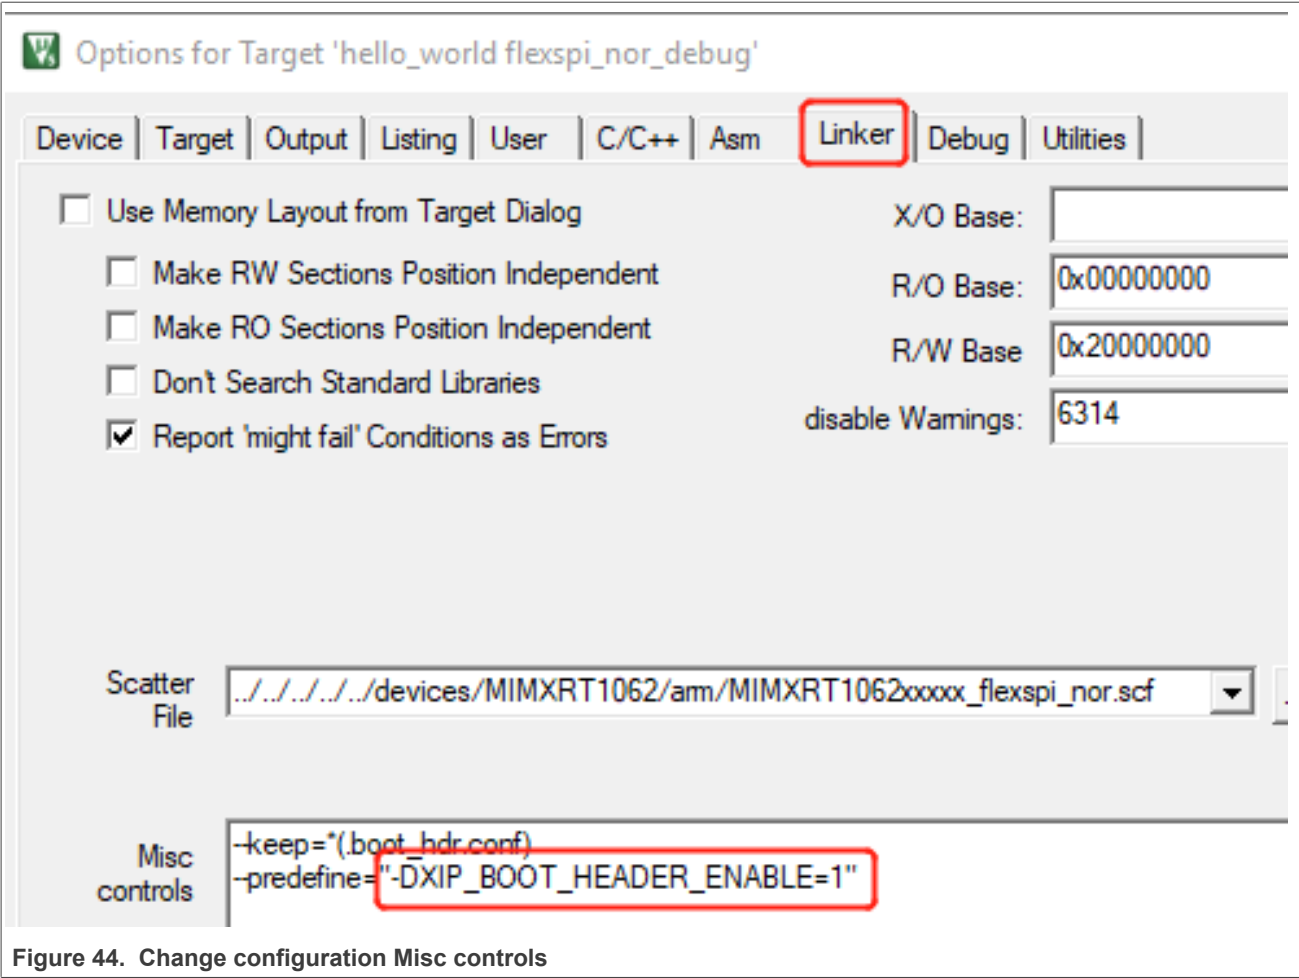 Options for Target 'hello_world flexspi_nor_debug'
Device Target Output Listing User C/C++ Asm Linker Debug Utilities
Use Memory Layout from Target Dialog
Make RW Sections Position Independent
Make RO Sections Position Independent
Don't Search Standard Libraries
Report 'might fail' Conditions as Errors
X/O Base:
R/O Base: 0x00000000
R/W Base 0x20000000
disable Warnings: 6314
Scatter File ../../../../../devices/MIMXRT1062/arm/MIMXRT1062xxxxx_flexspi_nor.scf
Misc controls
--keep=*(.boot_hdr.conf)
--predefine="-DXIP_BOOT_HEADER_ENABLE=1"
Figure 44. Change configuration Misc controls